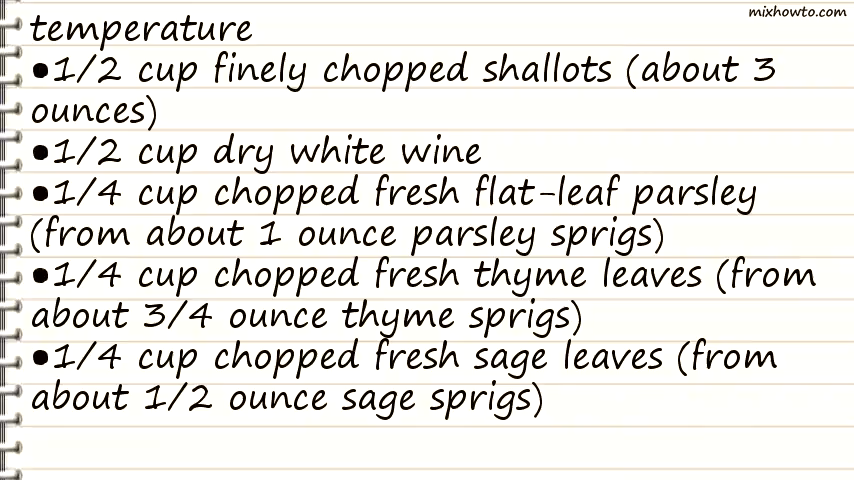 mixhowto.com
temperature
•1/2 cup finely chopped shallots (about 3
ounces)
•1/2 cup dry white wine
•1/4 cup chopped fresh flat-leaf parsley
(from about 1 ounce parsley sprigs)
•1/4 cup chopped fresh thyme leaves (from
about 3/4 ounce thyme sprigs)
•1/4 cup chopped fresh sage leaves (from
about 1/2 ounce sage sprigs)